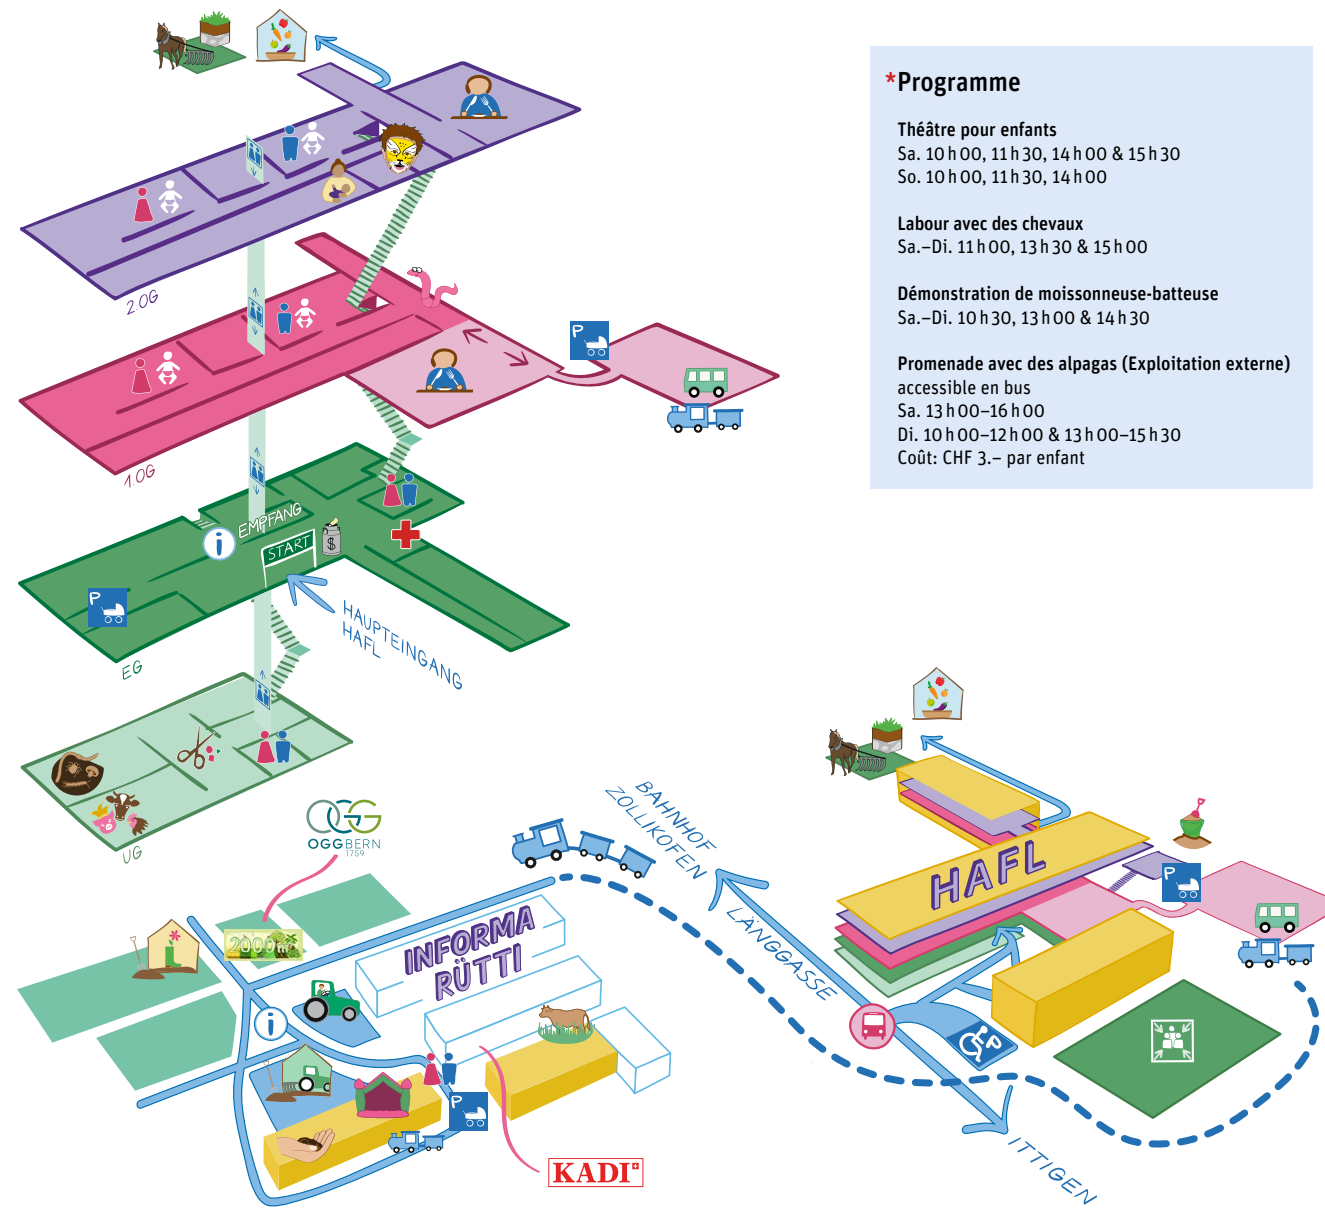 *Programme
Théâtre pour enfants
Sa. 10 h 00, 11 h 30, 14 h 00 & 15 h 30
So. 10 h 00, 11 h 30, 14 h 00
Labour avec des chevaux
Sa.–Di. 11 h 00, 13 h 30 & 15 h 00
Démonstration de moissonneuse-batteuse
Sa.–Di. 10 h 30, 13 h 00 & 14 h 30
Promenade avec des alpagas (Exploitation externe)
accessible en bus
Sa. 13 h 00–16 h 00
Di. 10 h 00–12 h 00 & 13 h 00–15 h 30
Coût: CHF 3.– par enfant
2.OG
P
1.OG
EMPFANG
i
START
$
P
HAUPTEINGANG
HAFL
EG
UG
OGG
OGGBERN
1759
BAHNHOF
ZOLLIKOFEN
LÄNGGASSE
HAFL
P
INFORMA
RÜTTI
2000m²
i
P
P
ITTIGEN
KADI